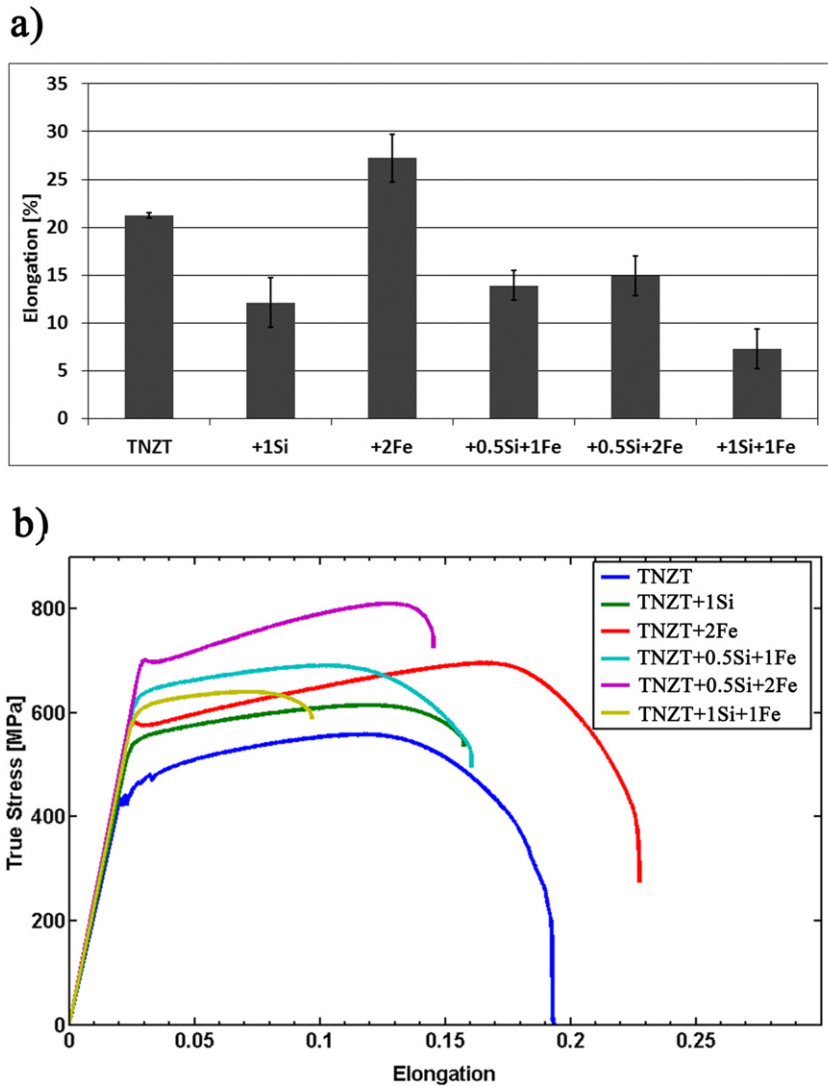 a)
Elongation [%]
35
30
25
20
15
10
5
0
TNZT +1Si +2Fe +0.5Si+1Fe +0.5Si+2Fe +1Si+1Fe
b)
True Stress [MPa]
800
600
400
200
0
0 0.05 0.1 0.15 0.2 0.25
Elongation
TNZT
TNZT+1Si
TNZT+2Fe
TNZT+0.5Si+1Fe
TNZT+0.5Si+2Fe
TNZT+1Si+1Fe